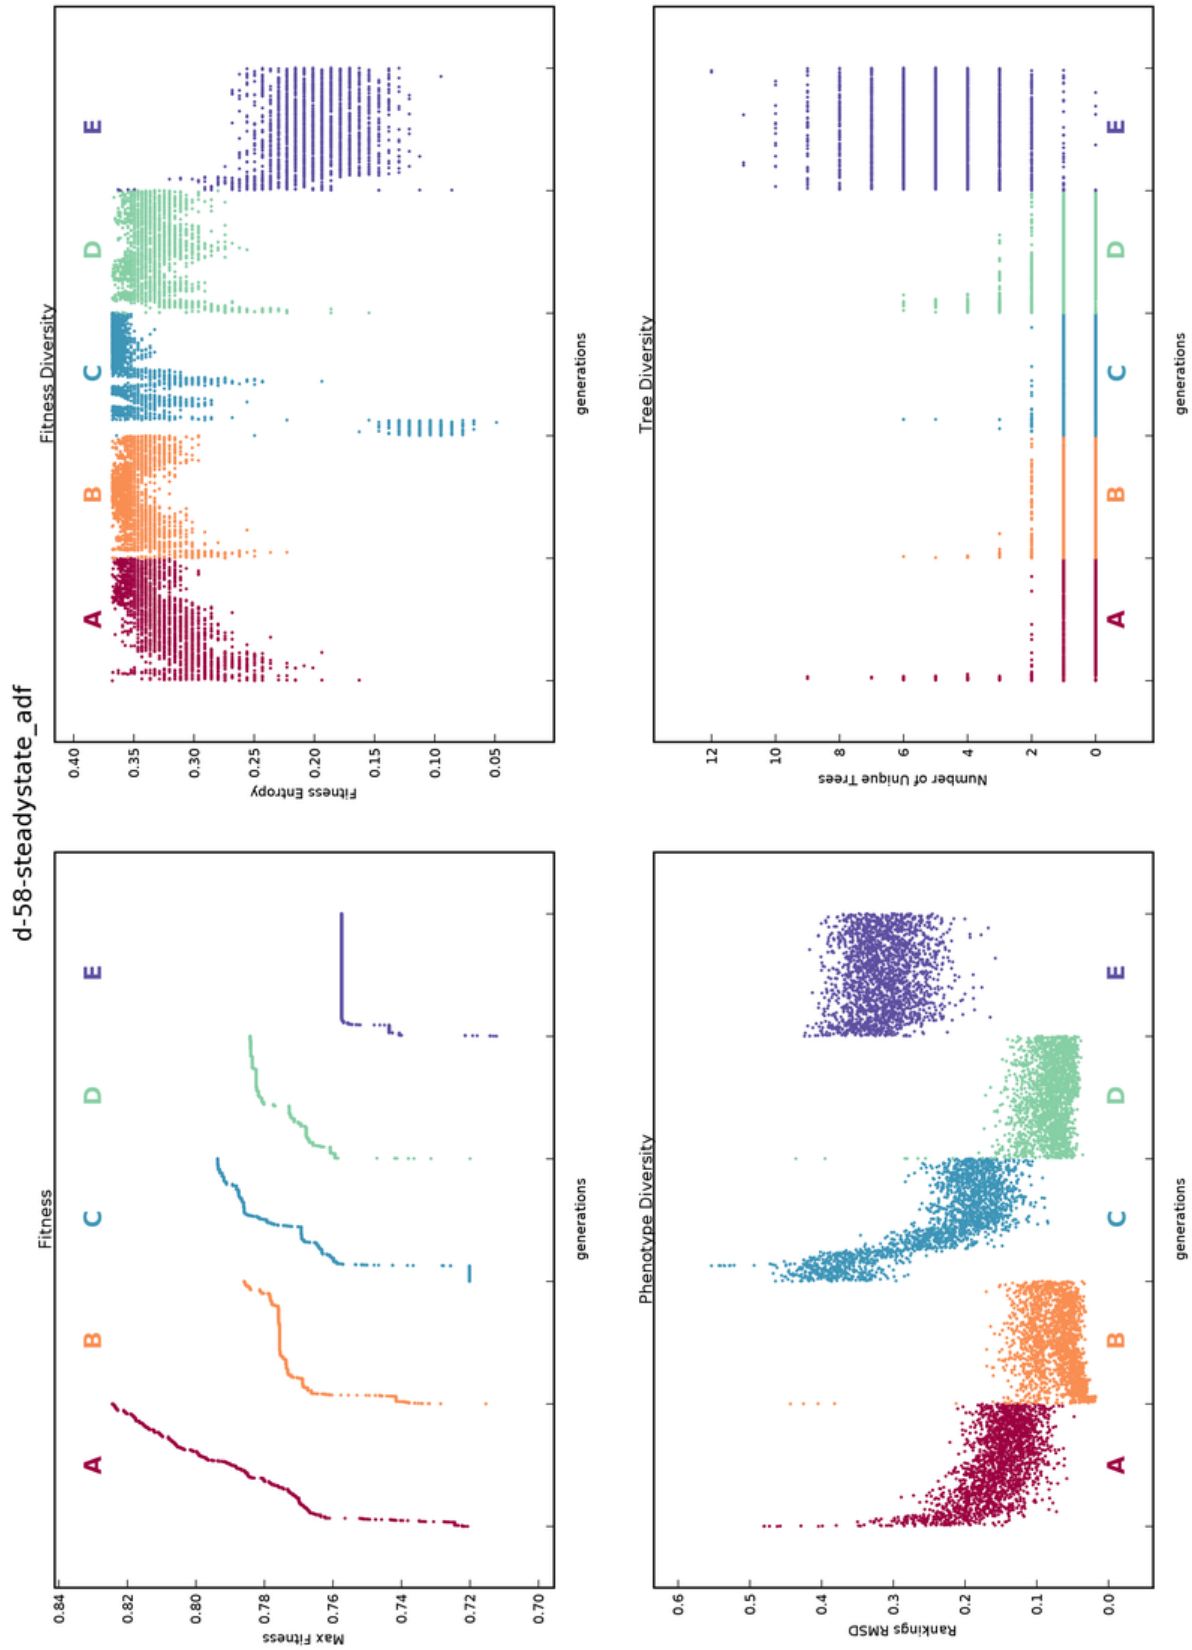 d-58-steadystate_adf
Fitness
A
B
C
D
E
0.84
0.82
0.80
0.78
0.76
0.74
0.72
0.70
Max Fitness
generations
Fitness Diversity
A
B
C
D
E
0.40
0.35
0.30
0.25
0.20
0.15
0.10
0.05
Fitness Entropy
generations
Phenotype Diversity
0.6
0.5
0.4
0.3
0.2
0.1
0.0
Rankings RMSD
A
B
C
D
E
generations
Tree Diversity
12
10
8
6
4
2
0
Number of Unique Trees
A
B
C
D
E
generations